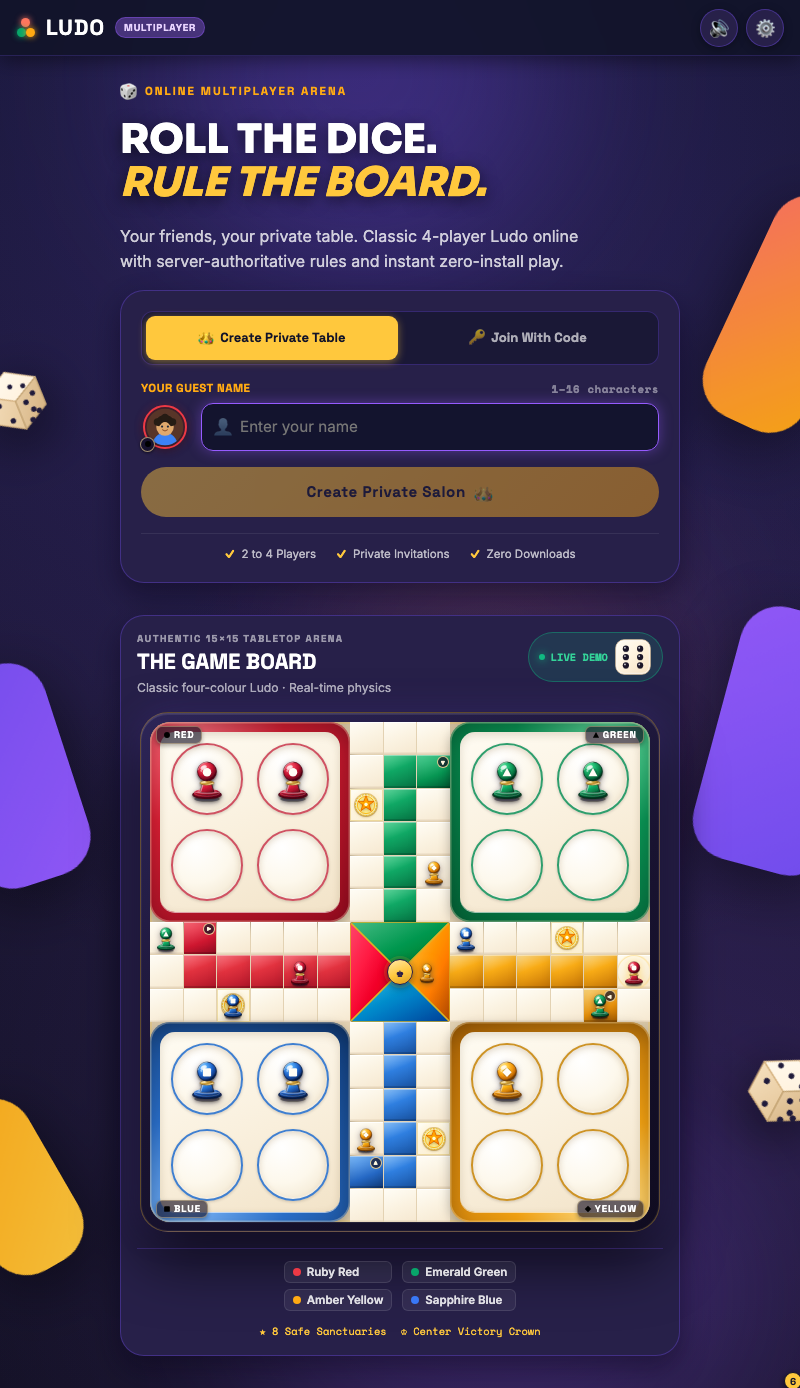 LUDO MULTIPLAYER
ONLINE MULTIPLAYER ARENA
ROLL THE DICE.
RULE THE BOARD.
Your friends, your private table. Classic 4-player Ludo online
with server-authoritative rules and instant zero-install play.
Create Private Table Join With Code
YOUR GUEST NAME 1–16 characters
Enter your name
Create Private Salon
✓ 2 to 4 Players ✓ Private Invitations ✓ Zero Downloads
AUTHENTIC 15×15 TABLETOP ARENA
THE GAME BOARD
LIVE DEMO
Classic four-colour Ludo · Real-time physics
RED
GREEN
BLUE
YELLOW
Ruby Red Emerald Green
Amber Yellow Sapphire Blue
★ 8 Safe Sanctuaries ♔ Center Victory Crown
6